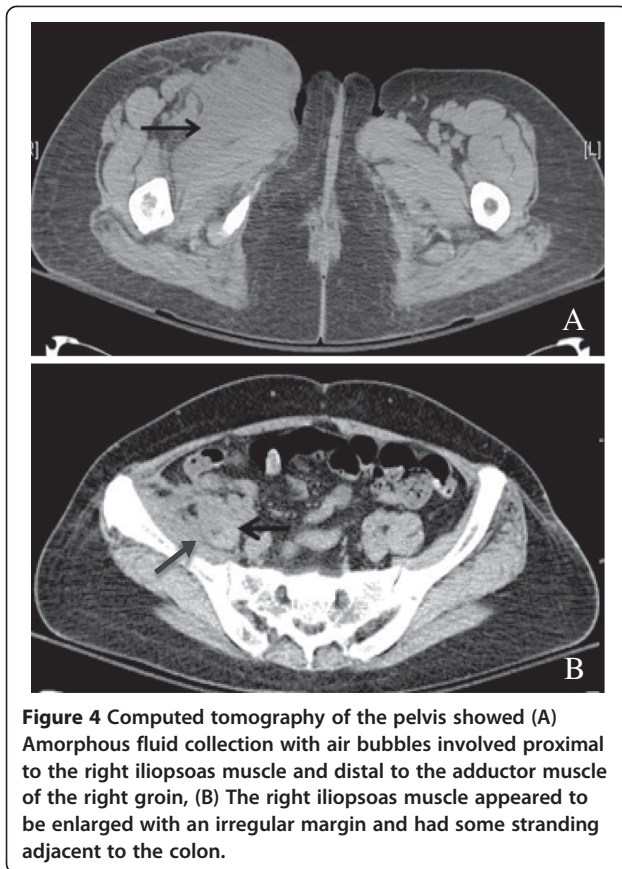 R]
[L]
A
B
Figure 4 Computed tomography of the pelvis showed (A)
Amorphous fluid collection with air bubbles involved proximal
to the right iliopsoas muscle and distal to the adductor muscle
of the right groin, (B) The right iliopsoas muscle appeared to
be enlarged with an irregular margin and had some stranding
adjacent to the colon.